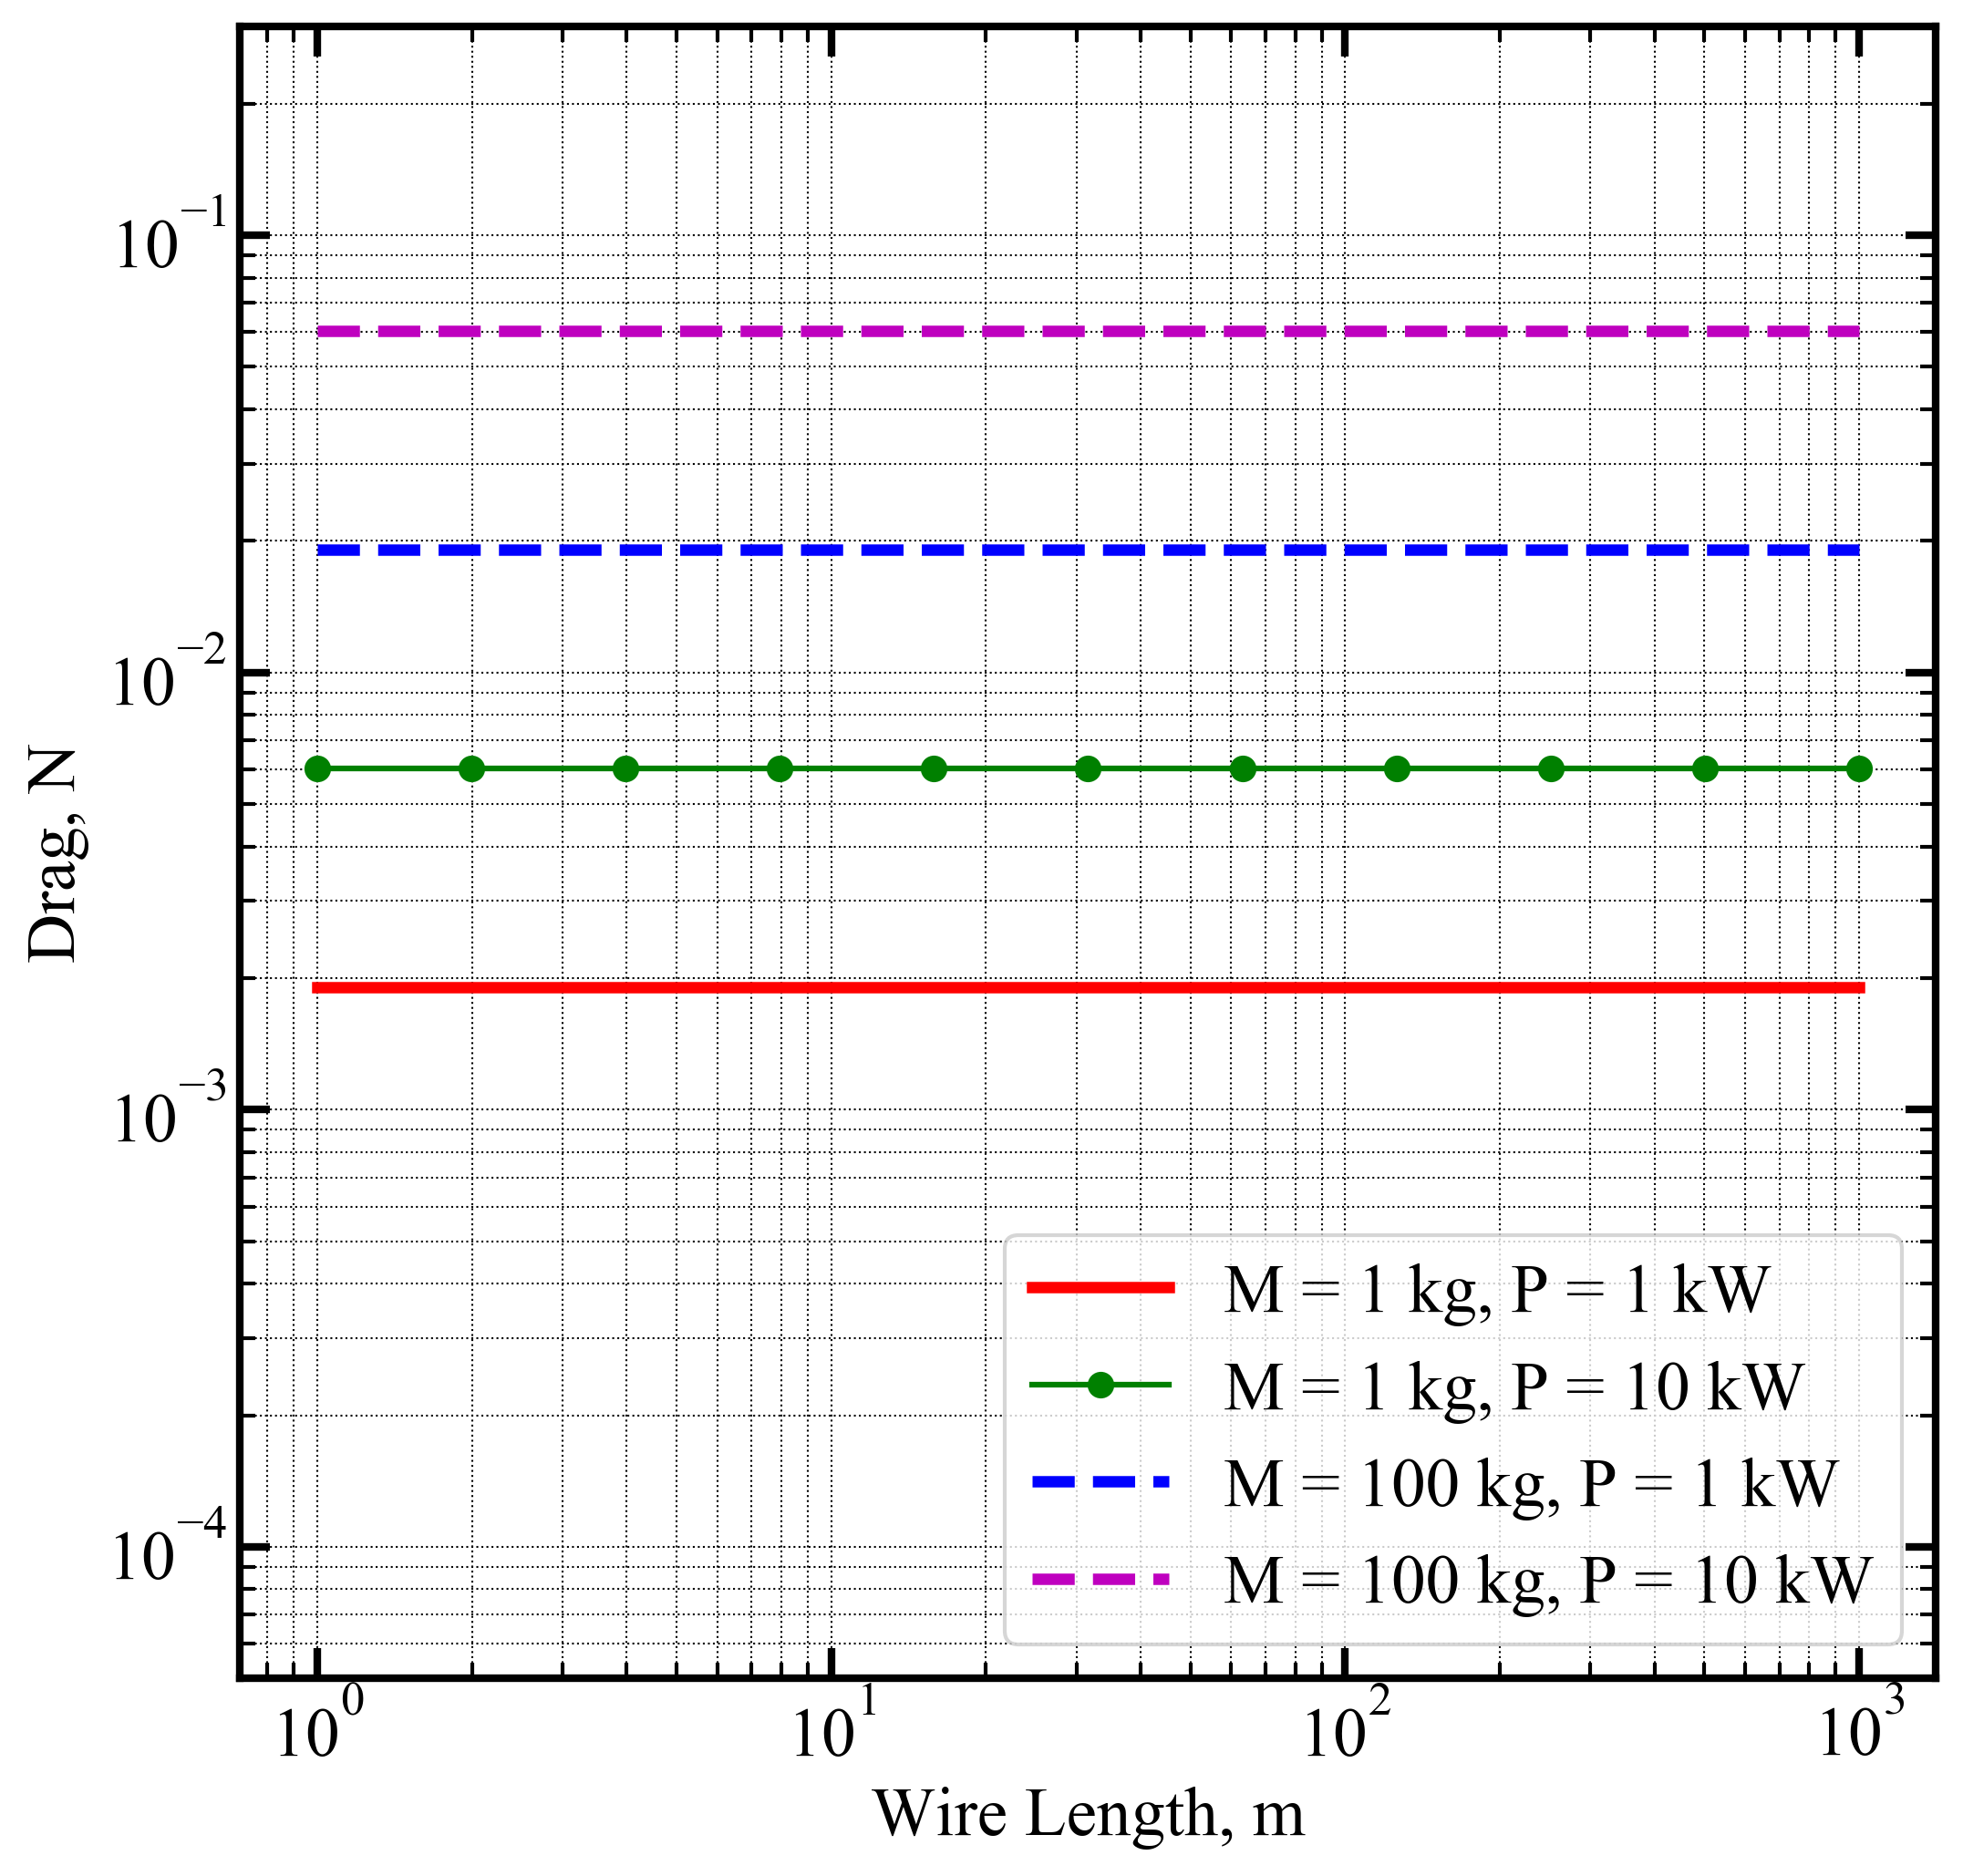 10⁻¹
10⁻²
10⁻³
10⁻⁴
Drag, N
M = 1 kg, P = 1 kW
M = 1 kg, P = 10 kW
M = 100 kg, P = 1 kW
M = 100 kg, P = 10 kW
10⁰ 10¹ 10² 10³
Wire Length, m